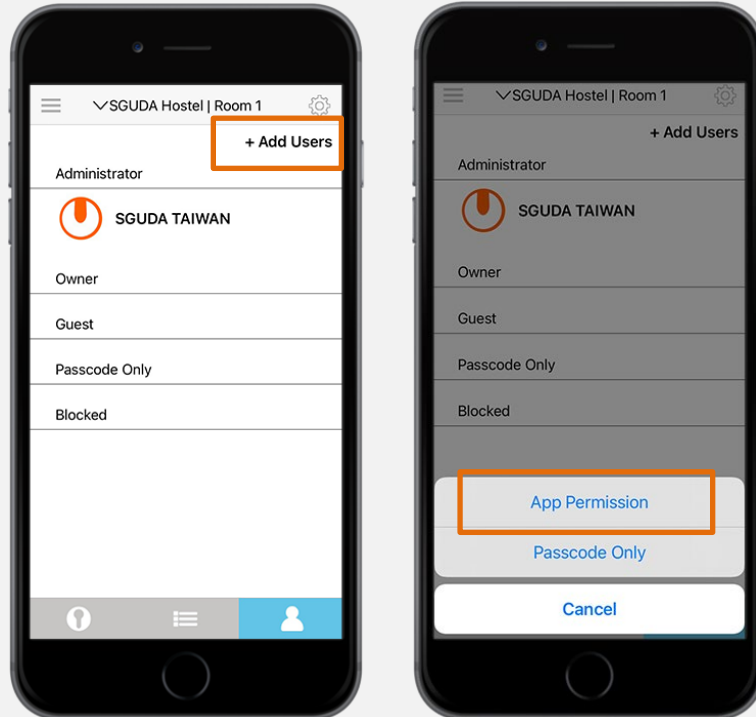 SGUDA Hostel | Room 1
+ Add Users
Administrator
SGUDA TAIWAN
Owner
Guest
Passcode Only
Blocked
SGUDA Hostel | Room 1
+ Add Users
Administrator
SGUDA TAIWAN
Owner
Guest
Passcode Only
Blocked
App Permission
Passcode Only
Cancel